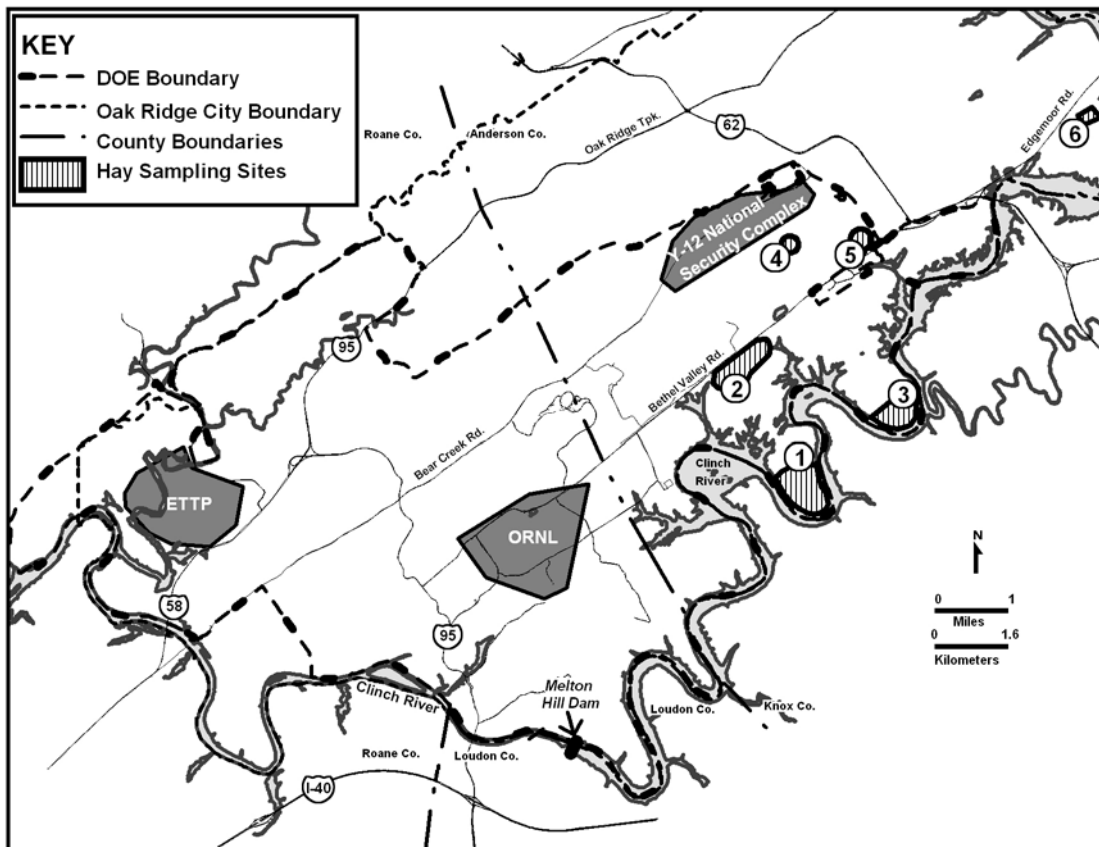 KEY
DOE Boundary
Oak Ridge City Boundary
County Boundaries
Hay Sampling Sites
Roane Co.
Anderson Co.
Oak Ridge Tpk.
62
Edgemoor Rd.
6
Y-12 National
Security Complex
4
5
95
Bethel Valley Rd.
2
3
Bear Creek Rd.
1
Clinch
River
ETTP
ORNL
N
0 1
Miles
0 1.6
Kilometers
58
95
Clinch River
Melton
Hill Dam
Loudon Co.
Knox Co.
Roane Co.
Loudon Co.
I-40